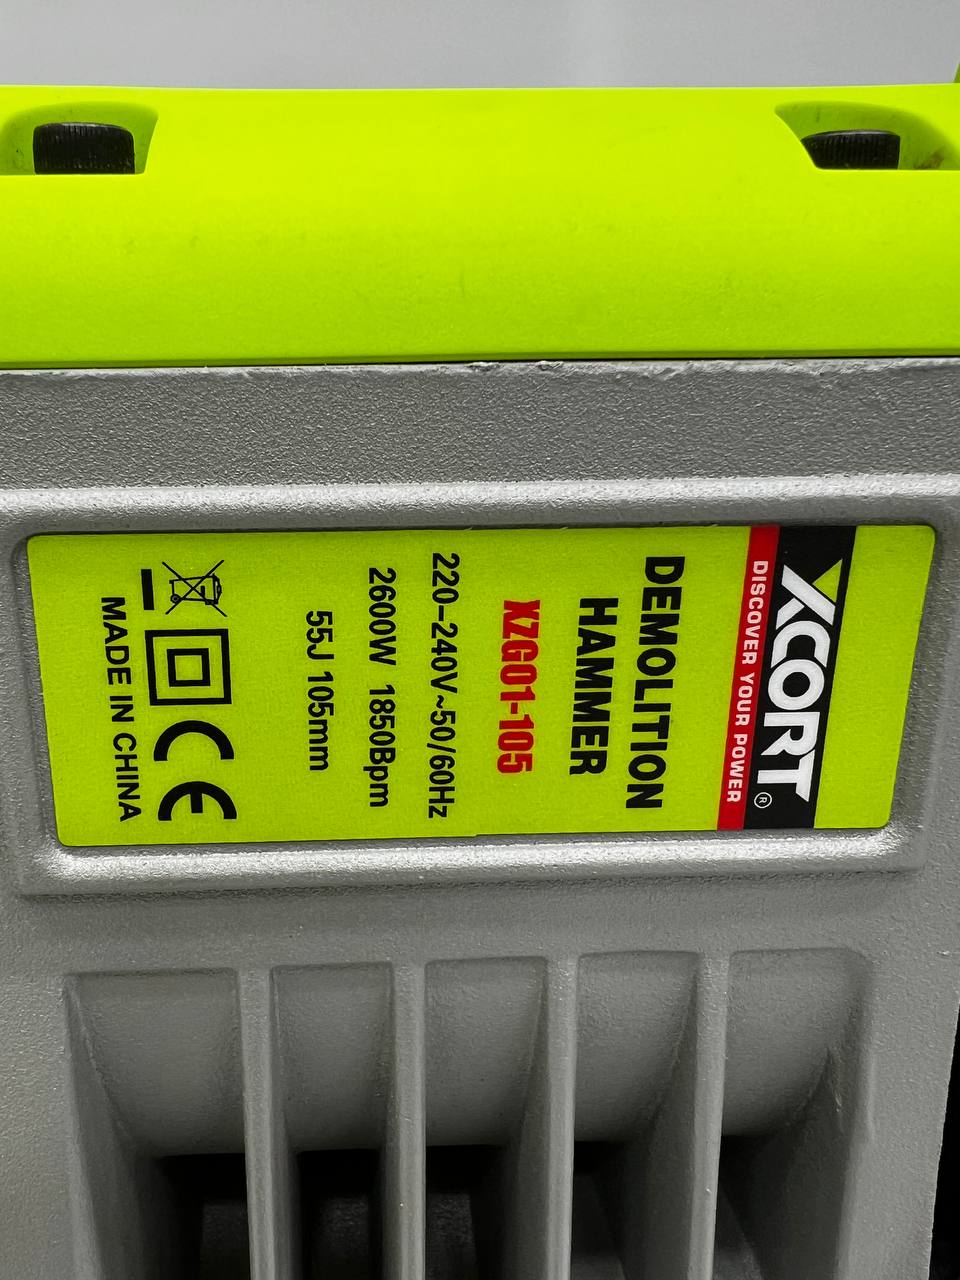 XCORT®
DISCOVER YOUR POWER
DEMOLITION
HAMMER
XZG01-105
220-240V~50/60Hz
2600W 1850Bpm
55J 105mm
CE
MADE IN CHINA